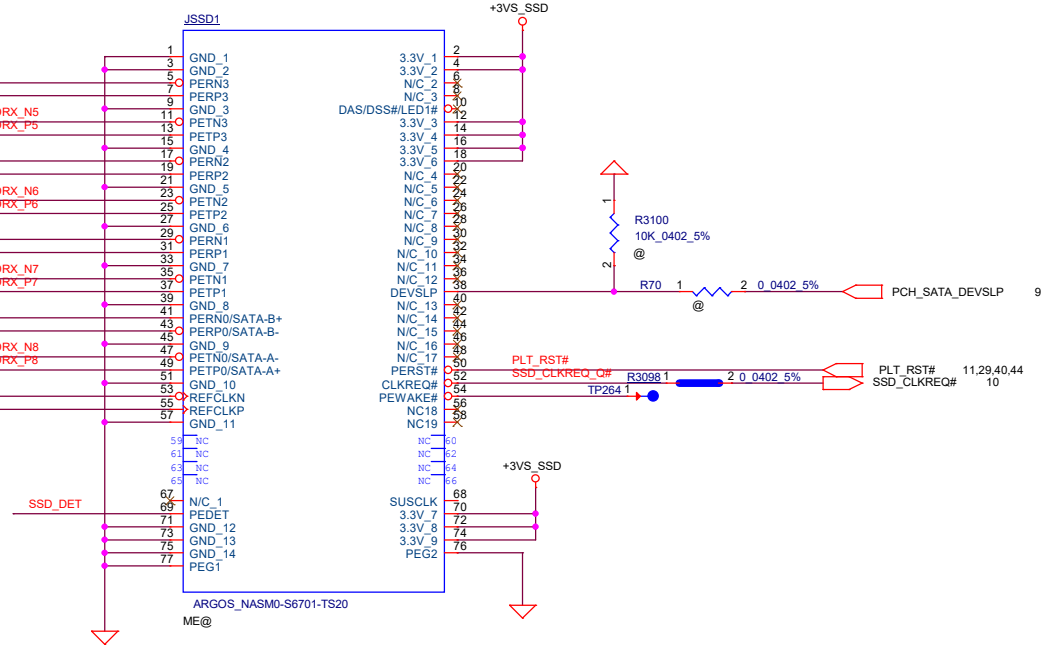 +3VS_SSD
JSSD1
1 GND_1 3.3V_1 2
3 GND_2 3.3V_2 4
5 PERN3 N/C_2 6
7 PERP3 N/C_3 8
9 GND_3 DAS/DSS#/LED1# 10
DRX_N5 11 PETN3 3.3V_3 12
DRX_P5 13 PETP3 3.3V_4 14
15 GND_4 3.3V_5 16
17 PERN2 3.3V_6 18
19 PERP2 N/C_4 20
21 GND_5 N/C_5 22
DRX_N6 23 PETN2 N/C_6 24
DRX_P6 25 PETP2 N/C_7 26
27 GND_6 N/C_8 28
29 PERN1 N/C_9 30
31 PERP1 N/C_10 32
33 GND_7 N/C_11 34
DRX_N7 35 PETN1 N/C_12 36
DRX_P7 37 PETP1 DEVSLP 38
39 GND_8 N/C_13 40
41 PERN0/SATA-B+ N/C_14 42
43 PERP0/SATA-B- N/C_15 44
45 GND_9 N/C_16 46
DRX_N8 47 PETN0/SATA-A- N/C_17 48
DRX_P8 49 PETP0/SATA-A+ PERST# 50
51 GND_10 CLKREQ# 52
53 REFCLKN PEWAKE# 54
55 REFCLKP NC18 56
57 GND_11 NC19 58
59 NC NC 60
61 NC NC 62
63 NC NC 64
65 NC NC 66
67 N/C_1 SUSCLK 68
SSD_DET 69 PEDET 3.3V_7 70
71 GND_12 3.3V_8 72
73 GND_13 3.3V_9 74
75 GND_14 PEG2 76
77 PEG1
ARGOS_NASM0-S6701-TS20
ME@
1
R3100
10K_0402_5%
@
2
R70 1 2 0_0402_5%
@
PCH_SATA_DEVSLP 9
PLT_RST#
PLT_RST# 11,29,40,44
SSD_CLKREQ_Q#
R3098 1 2 0_0402_5%
SSD_CLKREQ# 10
TP264 1
+3VS_SSD